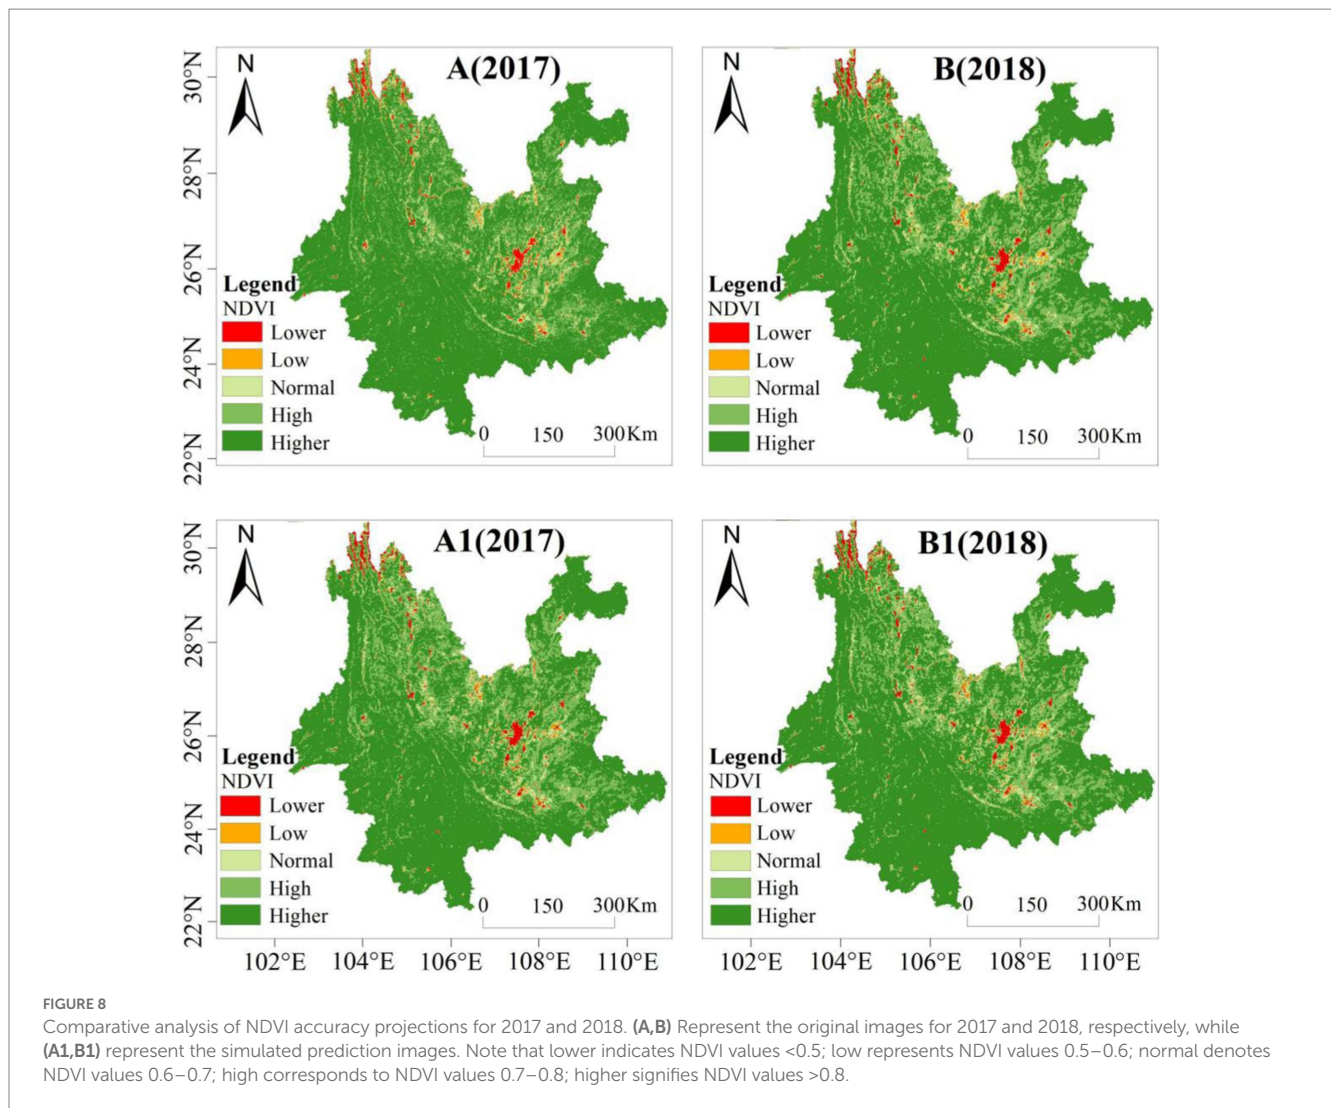 A(2017)
N
30°N
28°N
26°N
24°N
22°N
Legend
NDVI
Lower
Low
Normal
High
Higher
0 150 300Km
B(2018)
N
Legend
NDVI
Lower
Low
Normal
High
Higher
0 150 300Km
A1(2017)
N
30°N
28°N
26°N
24°N
22°N
Legend
NDVI
Lower
Low
Normal
High
Higher
0 150 300Km
102°E 104°E 106°E 108°E 110°E
B1(2018)
N
Legend
NDVI
Lower
Low
Normal
High
Higher
0 150 300Km
102°E 104°E 106°E 108°E 110°E
FIGURE 8
Comparative analysis of NDVI accuracy projections for 2017 and 2018. (A,B) Represent the original images for 2017 and 2018, respectively, while
(A1,B1) represent the simulated prediction images. Note that lower indicates NDVI values <0.5; low represents NDVI values 0.5–0.6; normal denotes
NDVI values 0.6–0.7; high corresponds to NDVI values 0.7–0.8; higher signifies NDVI values >0.8.